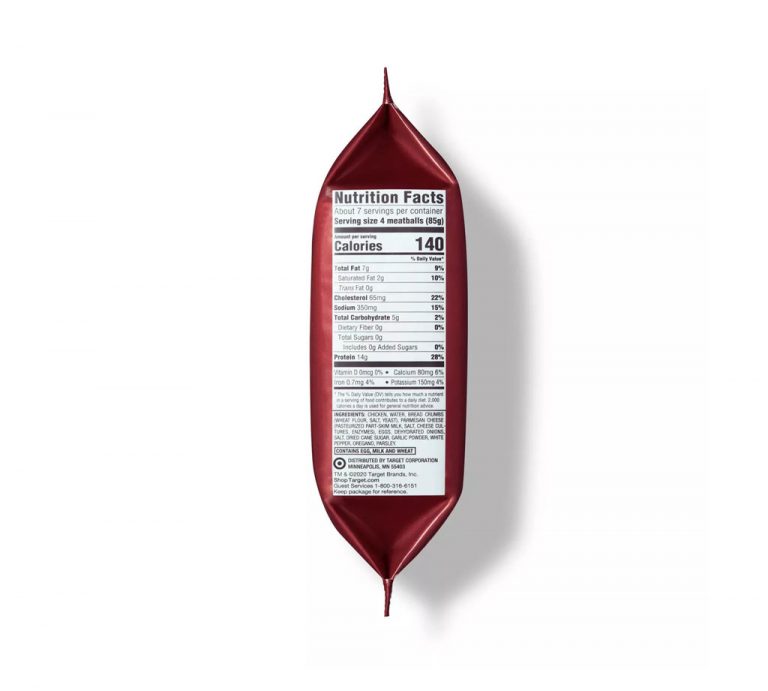 Nutrition Facts
About 7 servings per container
Serving size 4 meatballs (85g)
Amount per serving
Calories 140
% Daily Value*
Total Fat 7g 9%
Saturated Fat 2g 10%
Trans Fat 0g
Cholesterol 65mg 22%
Sodium 350mg 15%
Total Carbohydrate 5g 2%
Dietary Fiber 0g 0%
Total Sugars 0g
Includes 0g Added Sugars 0%
Protein 14g 28%
Vitamin D 0mcg 0% • Calcium 80mg 6%
Iron 0.7mg 4% • Potassium 150mg 4%
* The % Daily Value (DV) tells you how much a nutrient
in a serving of food contributes to a daily diet. 2,000
calories a day is used for general nutrition advice.
INGREDIENTS: CHICKEN, WATER, BREAD CRUMBS
(WHEAT FLOUR, SALT, YEAST), PARMESAN CHEESE
(PASTEURIZED PART-SKIM MILK, SALT, CHEESE CUL-
TURES, ENZYMES), EGGS, DEHYDRATED ONIONS,
SALT, DRIED CANE SUGAR, GARLIC POWDER, WHITE
PEPPER, OREGANO, PARSLEY.
CONTAINS EGG, MILK AND WHEAT
DISTRIBUTED BY TARGET CORPORATION
MINNEAPOLIS, MN 55403
TM & ©2020 Target Brands, Inc.
Shop Target.com
Guest Services 1-800-316-6151
Keep package for reference.